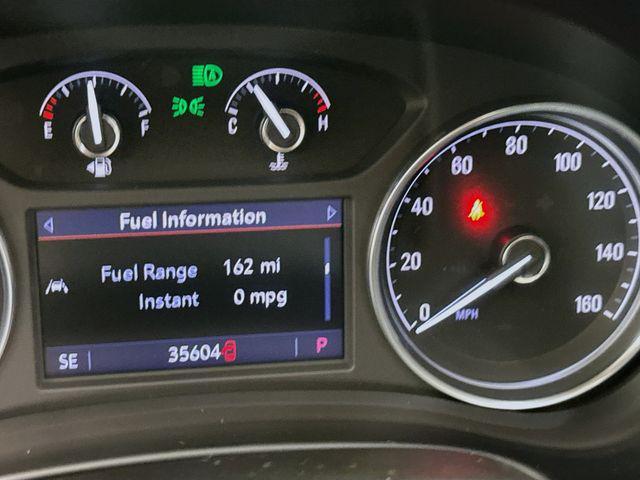 E F
C H
Fuel Information
Fuel Range 162 mi
Instant 0 mpg
SE 35604 P
0 20 40 60 80 100 120 140 160
MPH
A